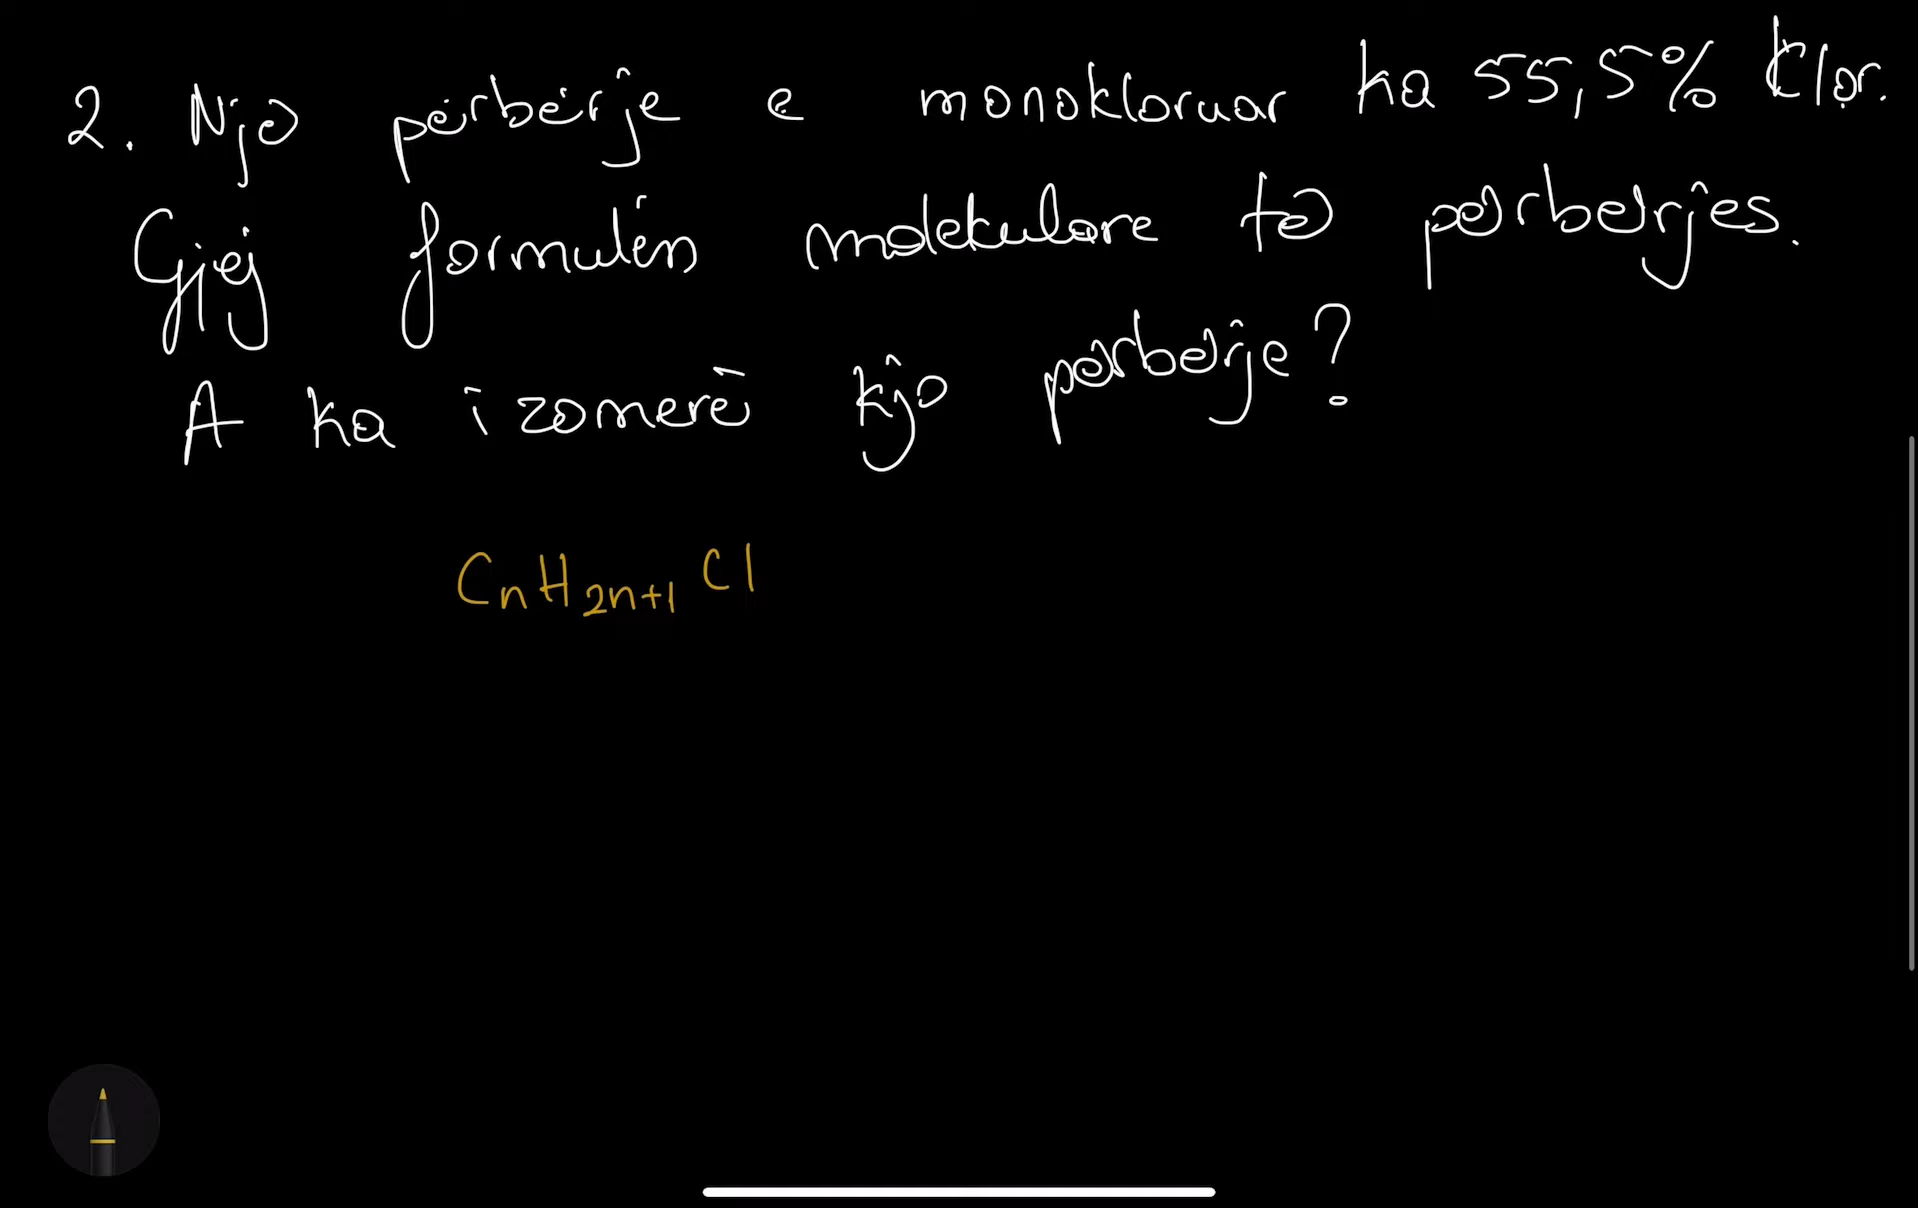 2. Një përbërje e monokloruar ka 55,5% klor.
Gjej formulën molekulare të përbërjes.
A ka izomerë kjo përbërje?
CnH2n+1 Cl